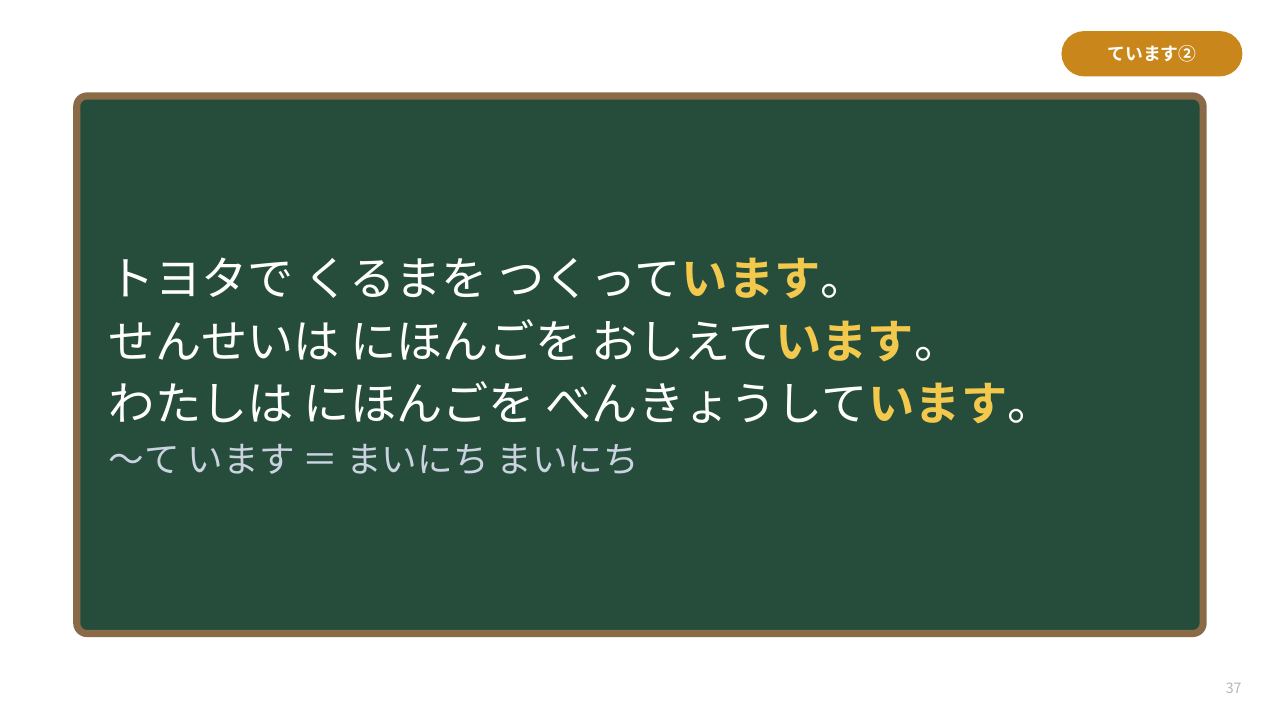 ています②
トヨタで くるまを つくっています。
せんせいは にほんごを おしえています。
わたしは にほんごを べんきょうしています。
～て います ＝ まいにち まいにち
37